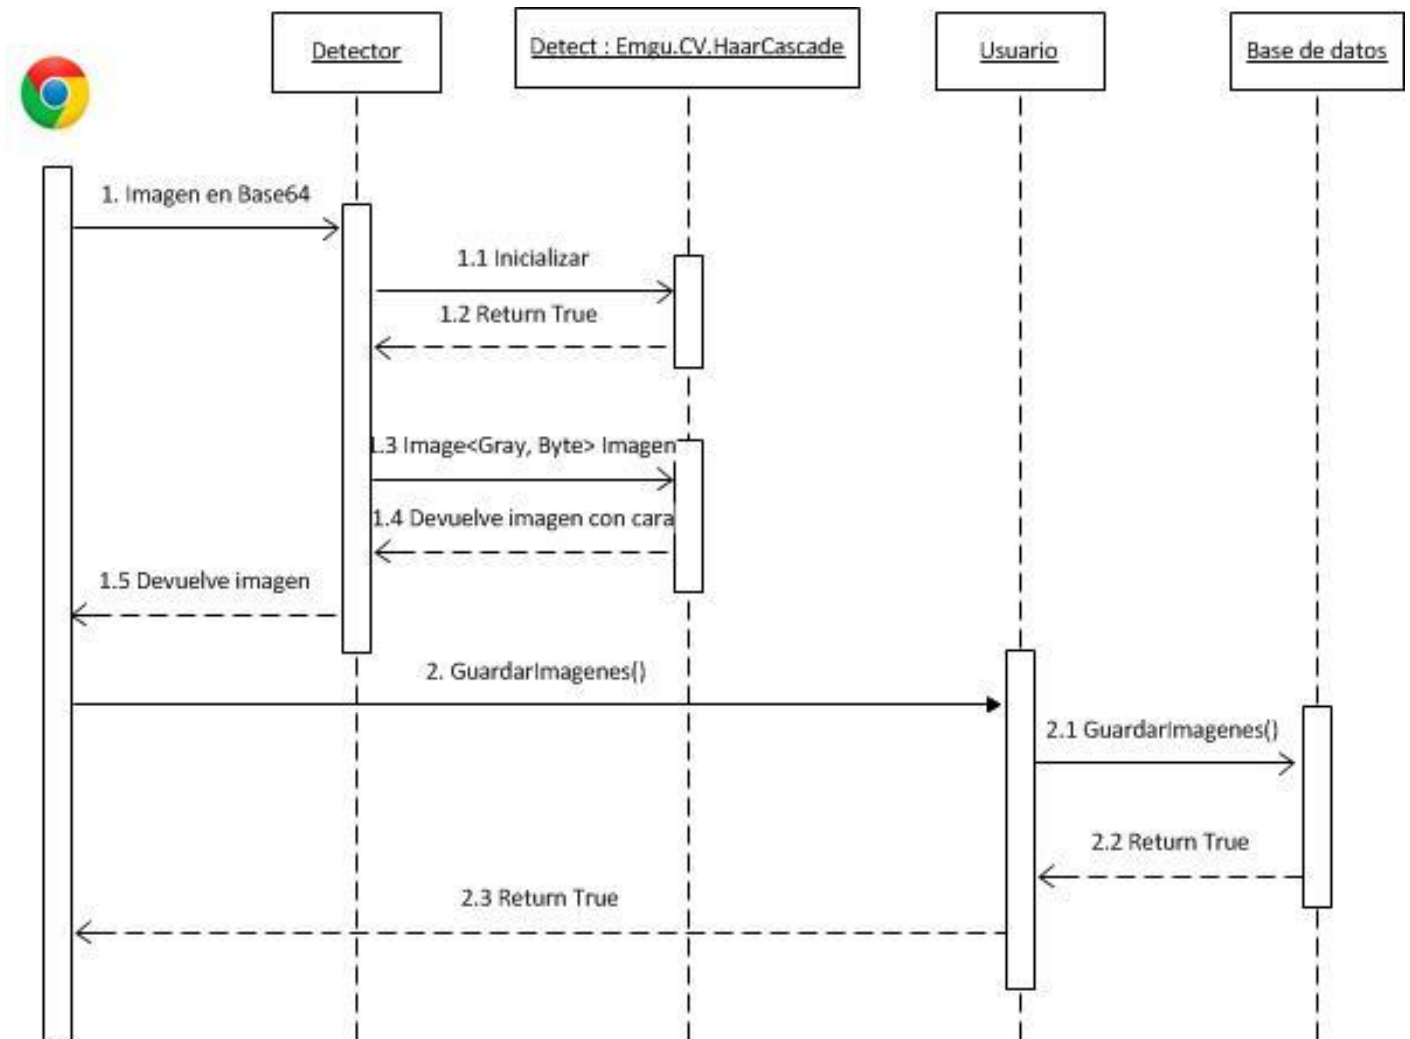 Detector
Detect : Emgu.CV.HaarCascade
Usuario
Base de datos
1. Imagen en Base64
1.1 Inicializar
1.2 Return True
1.3 Image<Gray, Byte> Imagen
1.4 Devuelve imagen con cara
1.5 Devuelve imagen
2. GuardarImagenes()
2.1 GuardarImagenes()
2.2 Return True
2.3 Return True